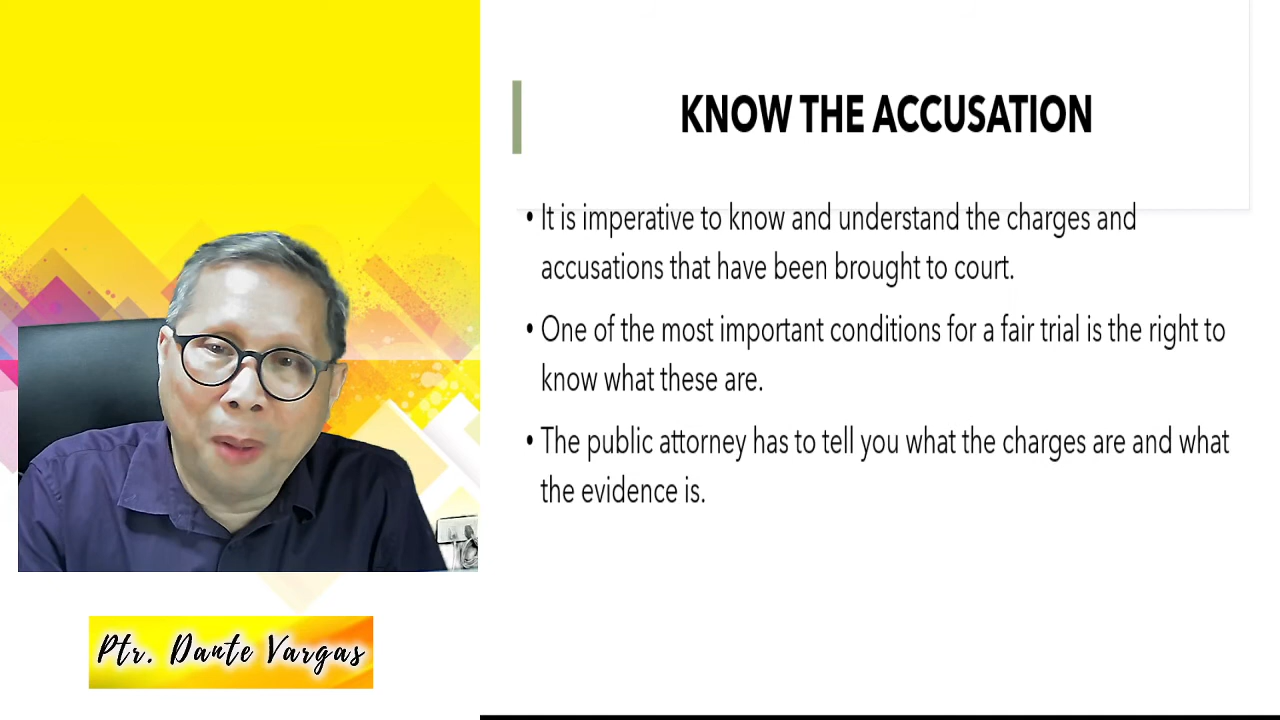 KNOW THE ACCUSATION
• It is imperative to know and understand the charges and
accusations that have been brought to court.
• One of the most important conditions for a fair trial is the right to
know what these are.
• The public attorney has to tell you what the charges are and what
the evidence is.
Ptr. Dante Vargas